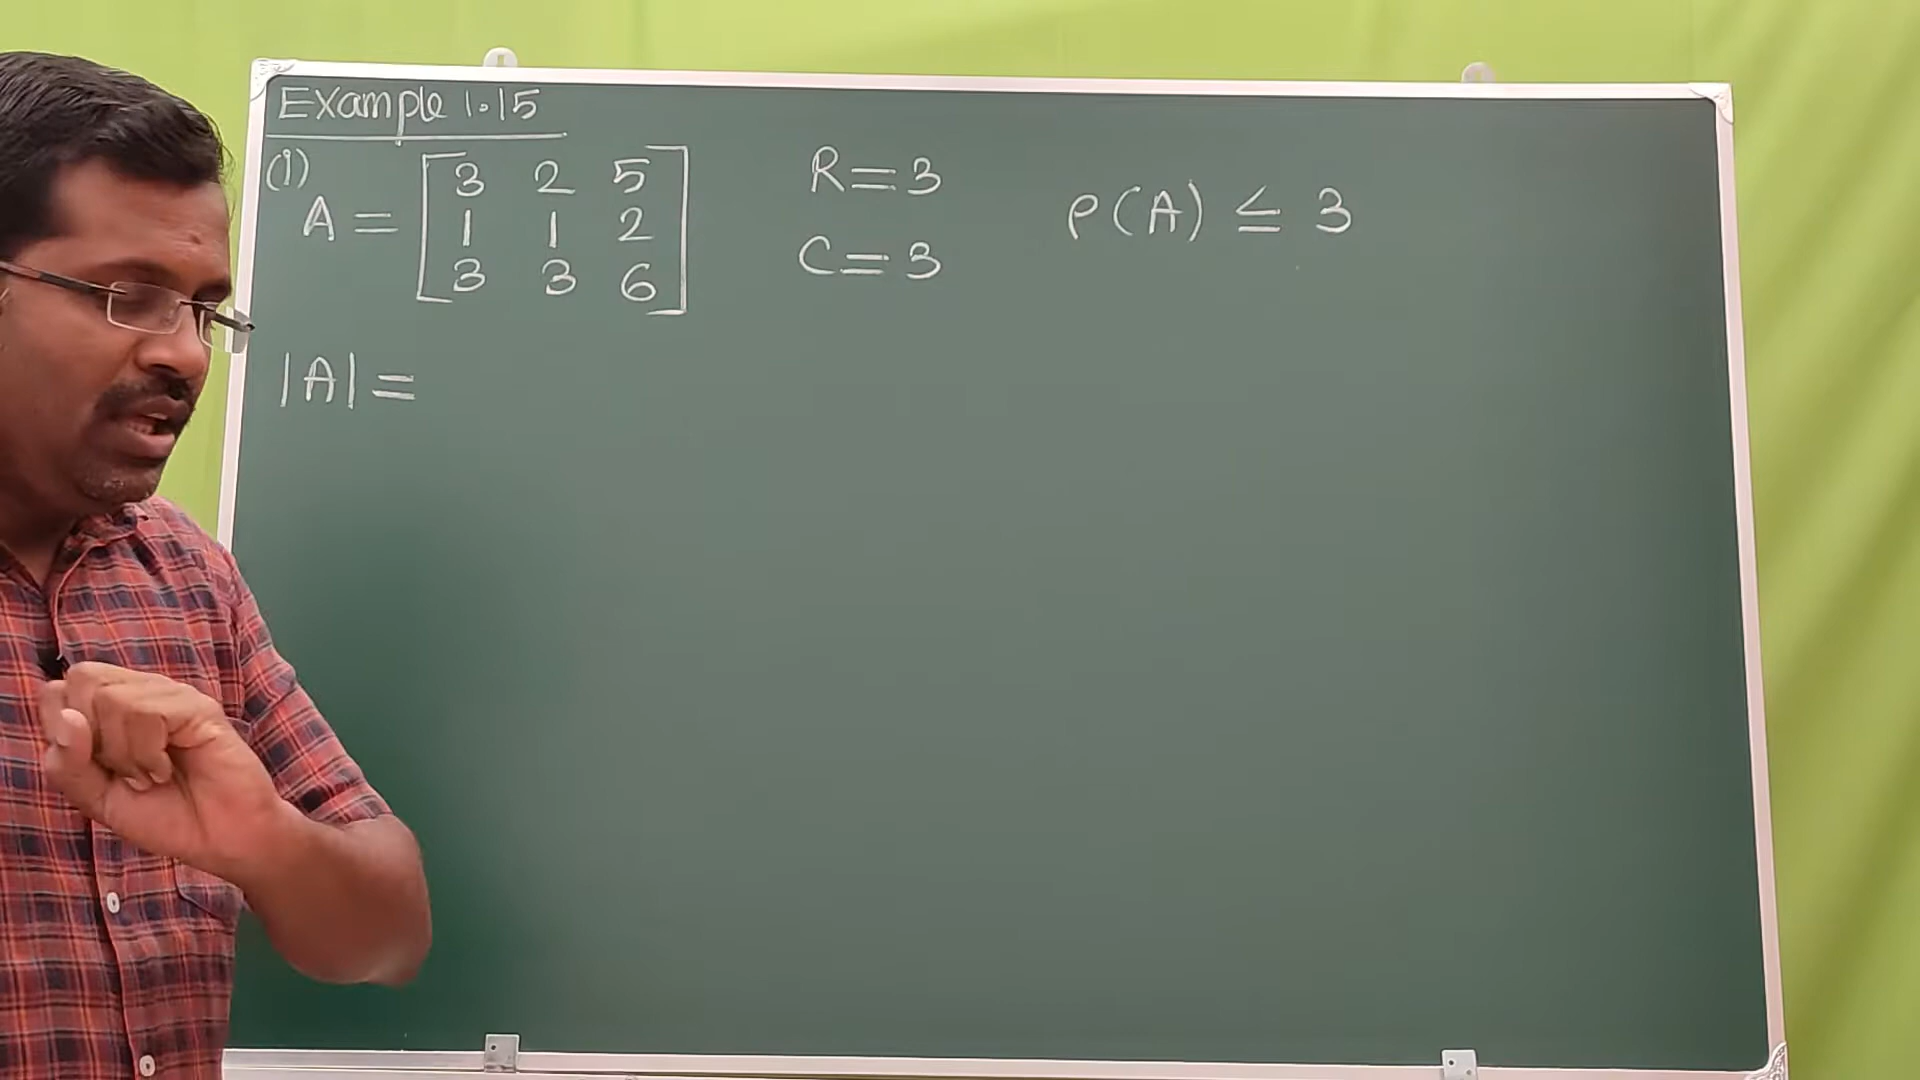 Example 1.15
(i)
A = [3 2 5
1 1 2
3 3 6]
R = 3
C = 3
ρ(A) ≤ 3
|A| =